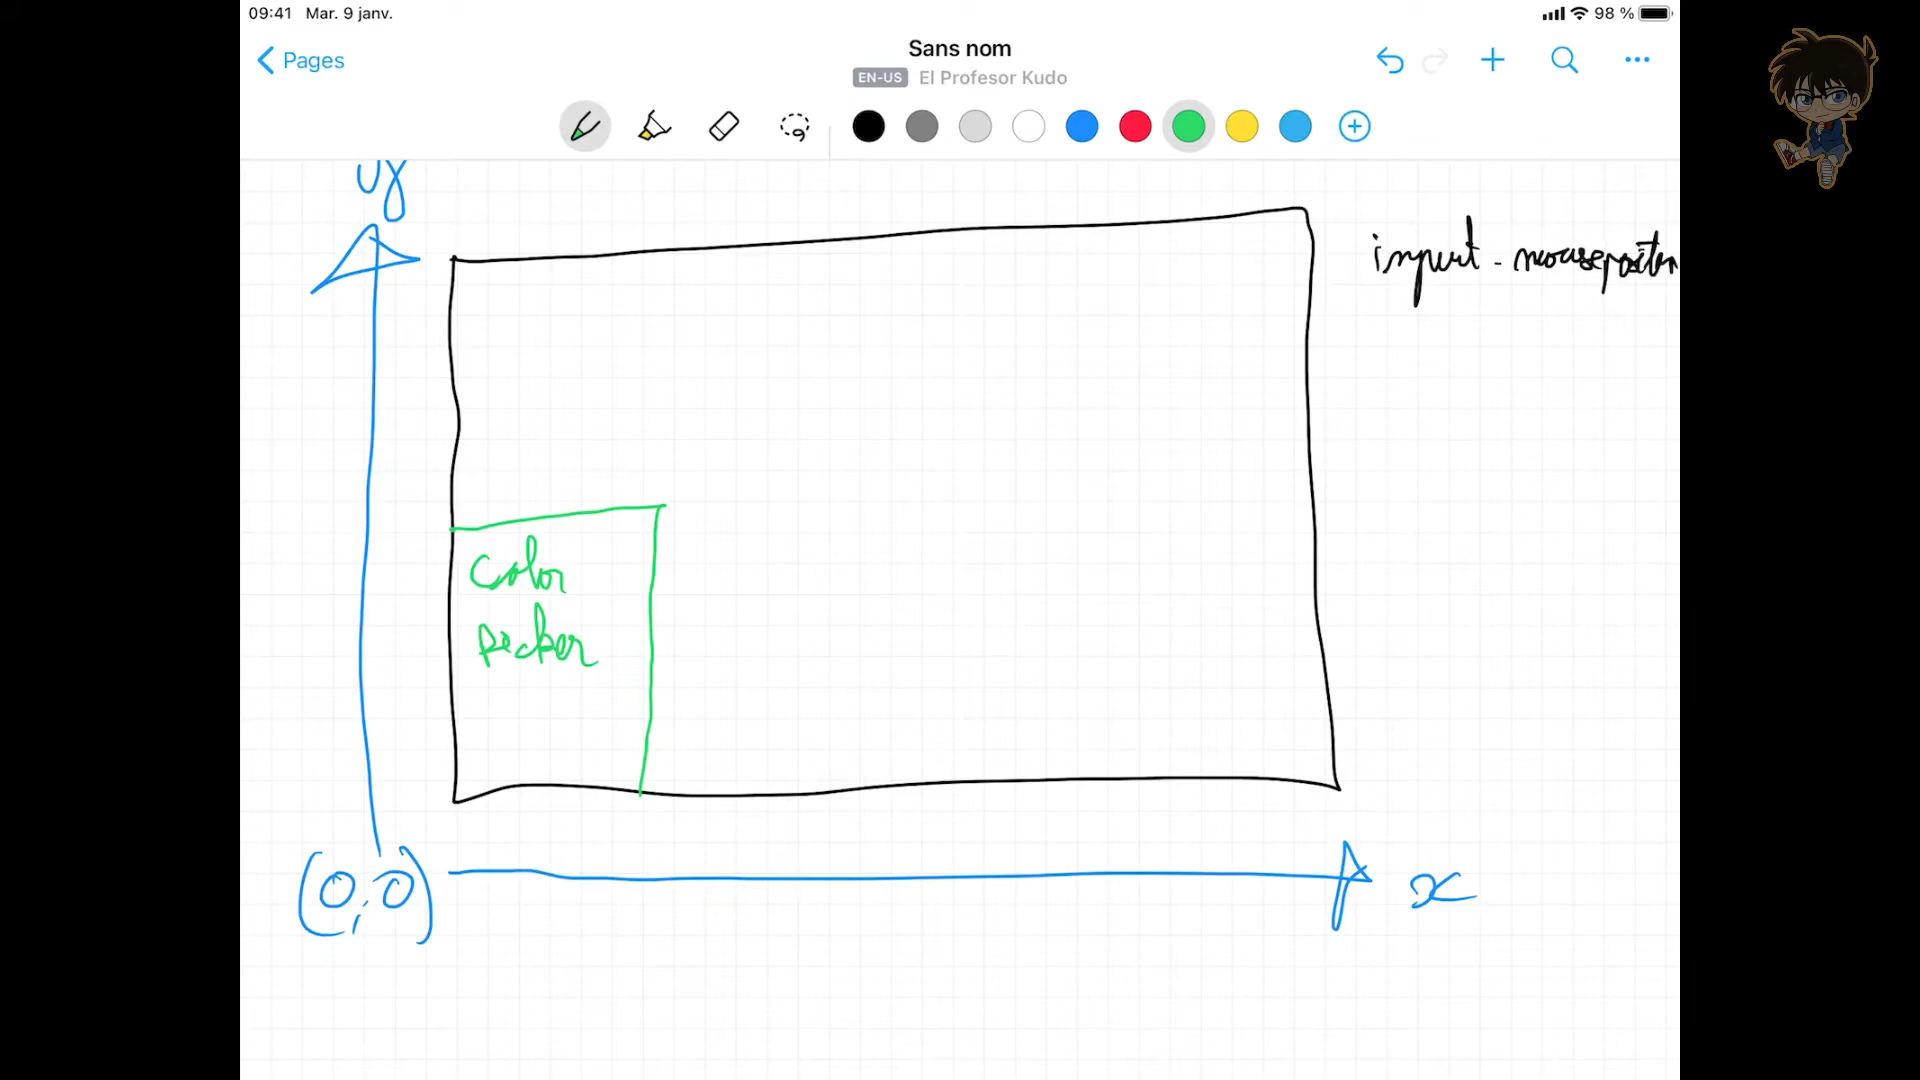 09:41 Mar. 9 janv.
98 %
Pages
Sans nom
EN-US El Profesor Kudo
y
input.mouseposition
Color
Picker
(0,0)
x